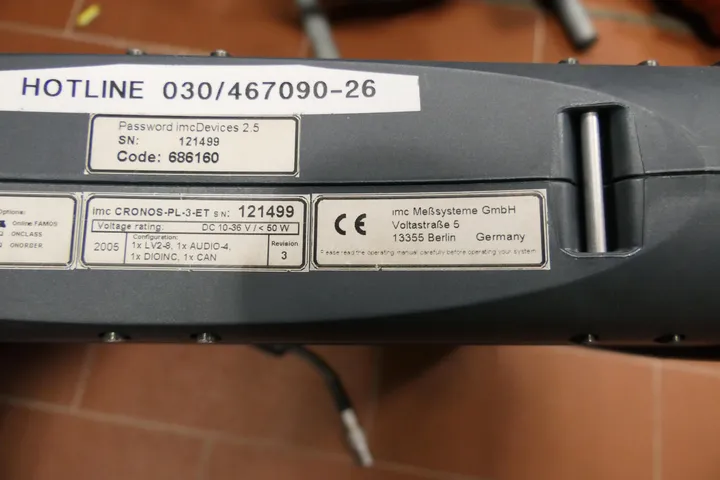 HOTLINE 030/467090-26
Password imcDevices 2.5
SN: 121499
Code: 686160
Options:
Online FAMOS
ONCLASS
ONORBER
imc CRONOS-PL-3-ET SN: 121499
Voltage rating: DC 10-36 V / < 50 W
2005
Configuration:
1x LV2-8, 1x AUDIO-4,
1x DIOINC, 1x CAN
Revision
3
CE
imc Meßsysteme GmbH
Voltastraße 5
13355 Berlin Germany
Please read the operating manual carefully before operating your system